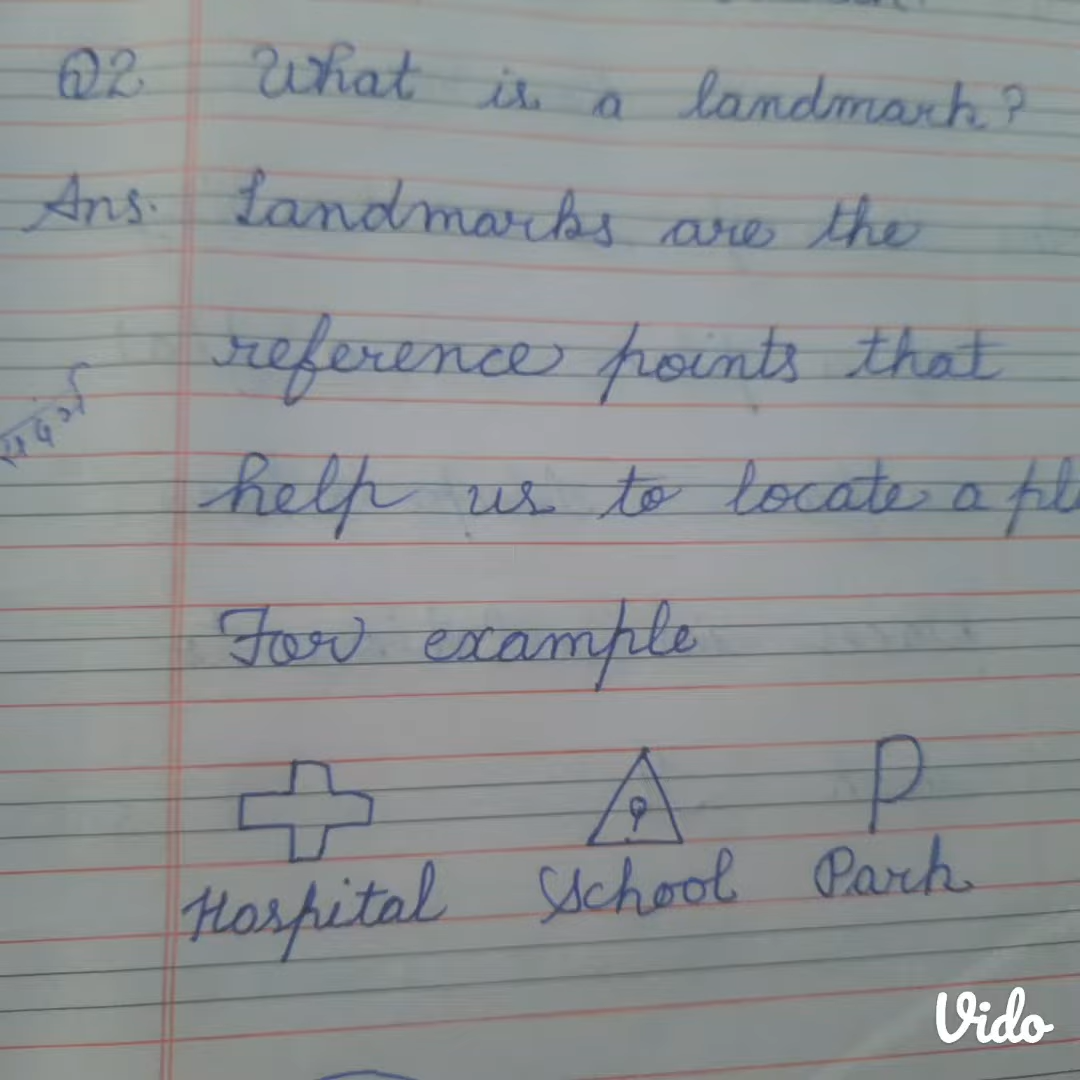 Q2. What is a landmark?
Ans. Landmarks are the
reference points that
help us to locate a pl
For example
P
Hospital School Park
Vido